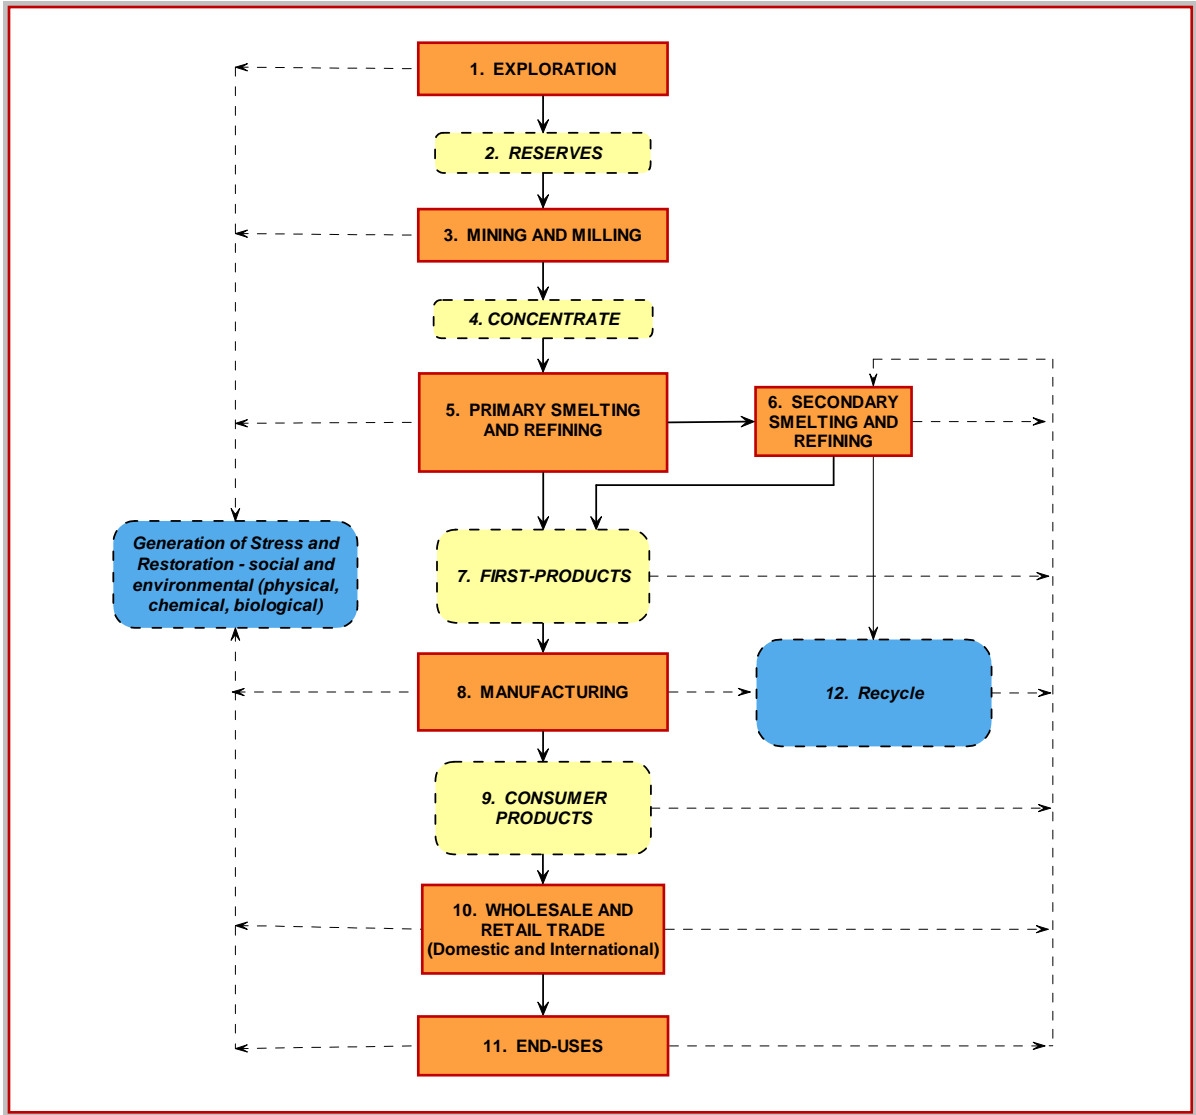 1. EXPLORATION
2. RESERVES
3. MINING AND MILLING
4. CONCENTRATE
5. PRIMARY SMELTING
AND REFINING
6. SECONDARY
SMELTING AND
REFINING
Generation of Stress and
Restoration - social and
environmental (physical,
chemical, biological)
7. FIRST-PRODUCTS
8. MANUFACTURING
12. Recycle
9. CONSUMER
PRODUCTS
10. WHOLESALE AND
RETAIL TRADE
(Domestic and International)
11. END-USES